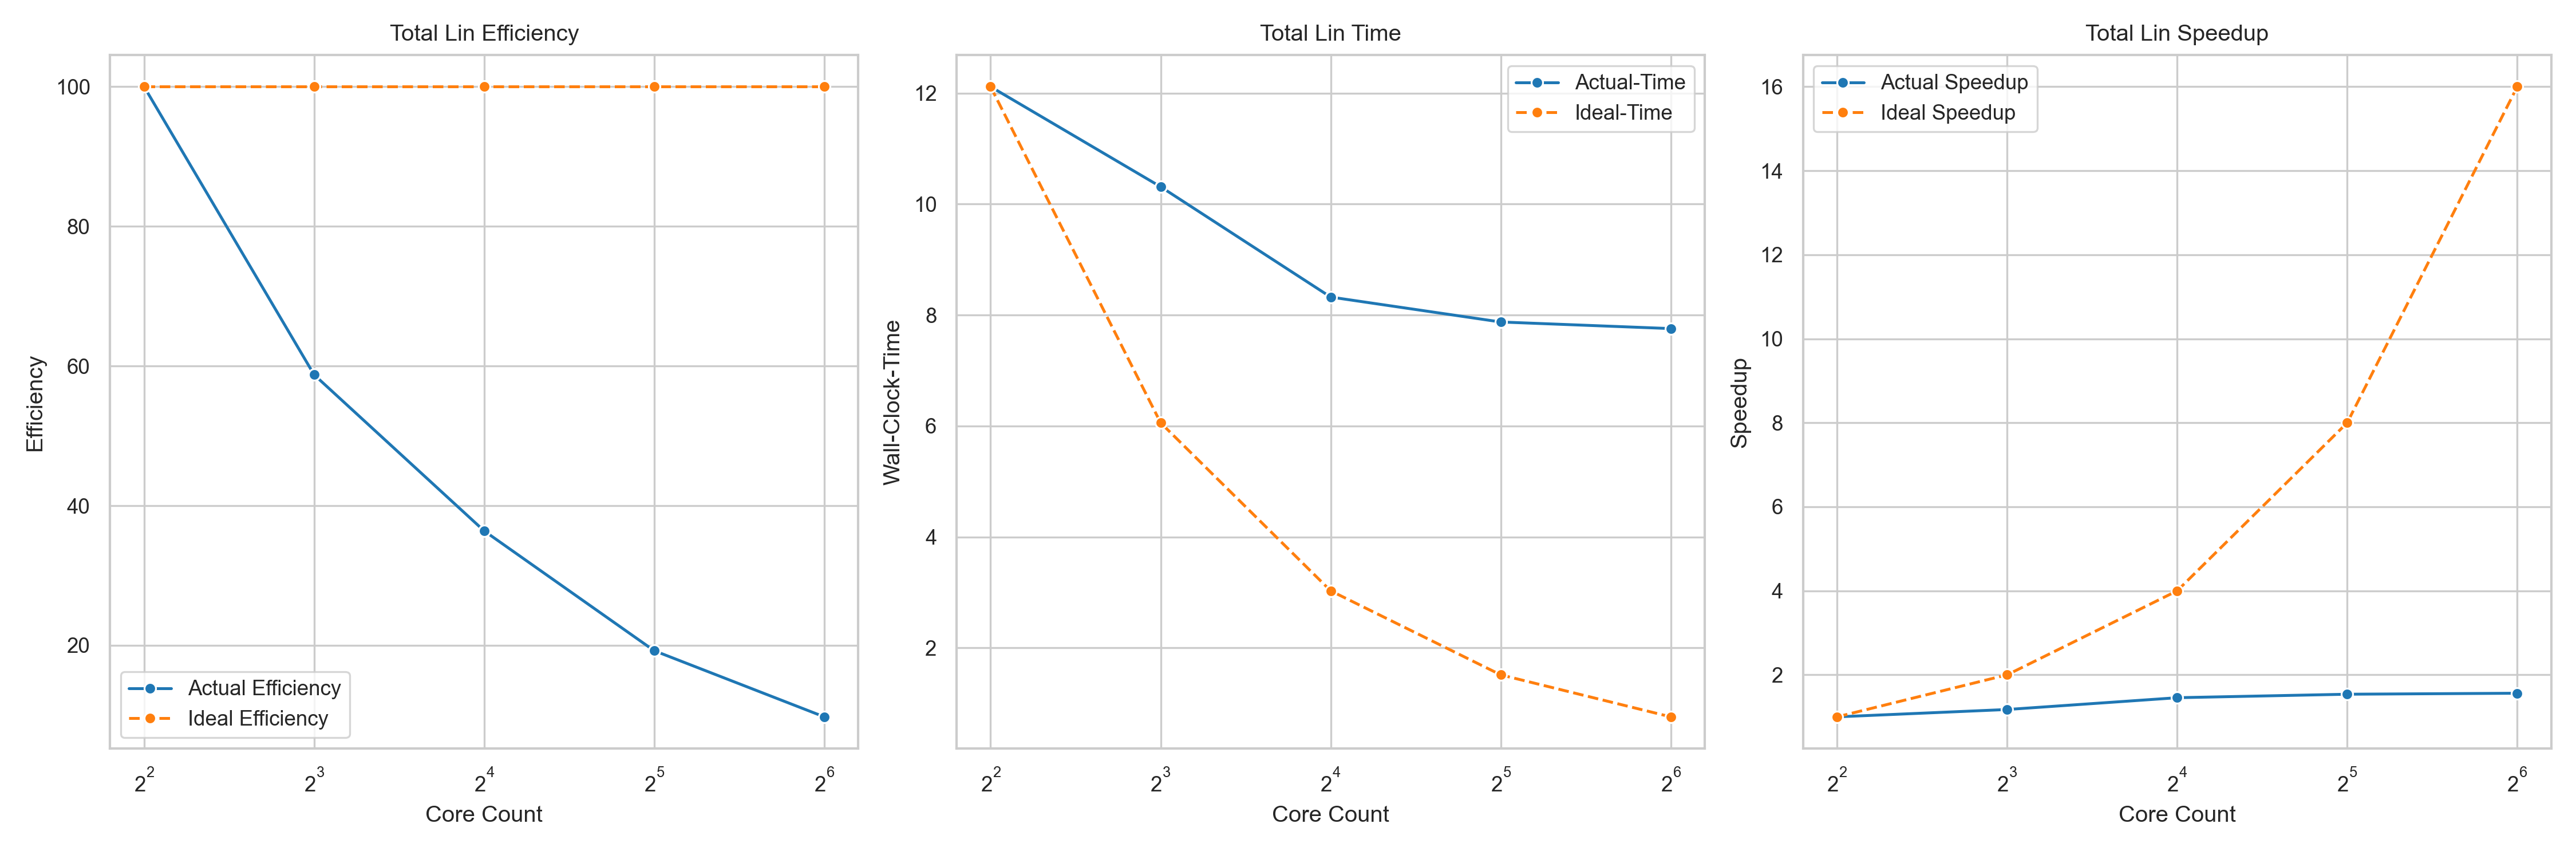 Total Lin Efficiency
Efficiency
100
80
60
40
20
Actual Efficiency
Ideal Efficiency
2^2 2^3 2^4 2^5 2^6
Core Count
Total Lin Time
Wall-Clock-Time
12
10
8
6
4
2
Actual-Time
Ideal-Time
2^2 2^3 2^4 2^5 2^6
Core Count
Total Lin Speedup
Speedup
16
14
12
10
8
6
4
2
Actual Speedup
Ideal Speedup
2^2 2^3 2^4 2^5 2^6
Core Count